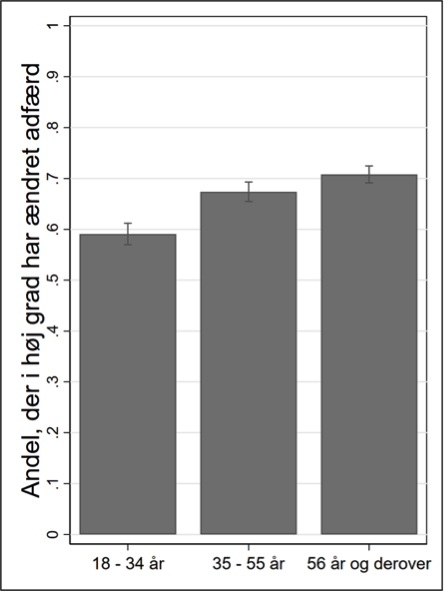 Andel, der i høj grad har ændret adfærd
1
.9
.8
.7
.6
.5
.4
.3
.2
.1
0
18 - 34 år
35 - 55 år
56 år og derover